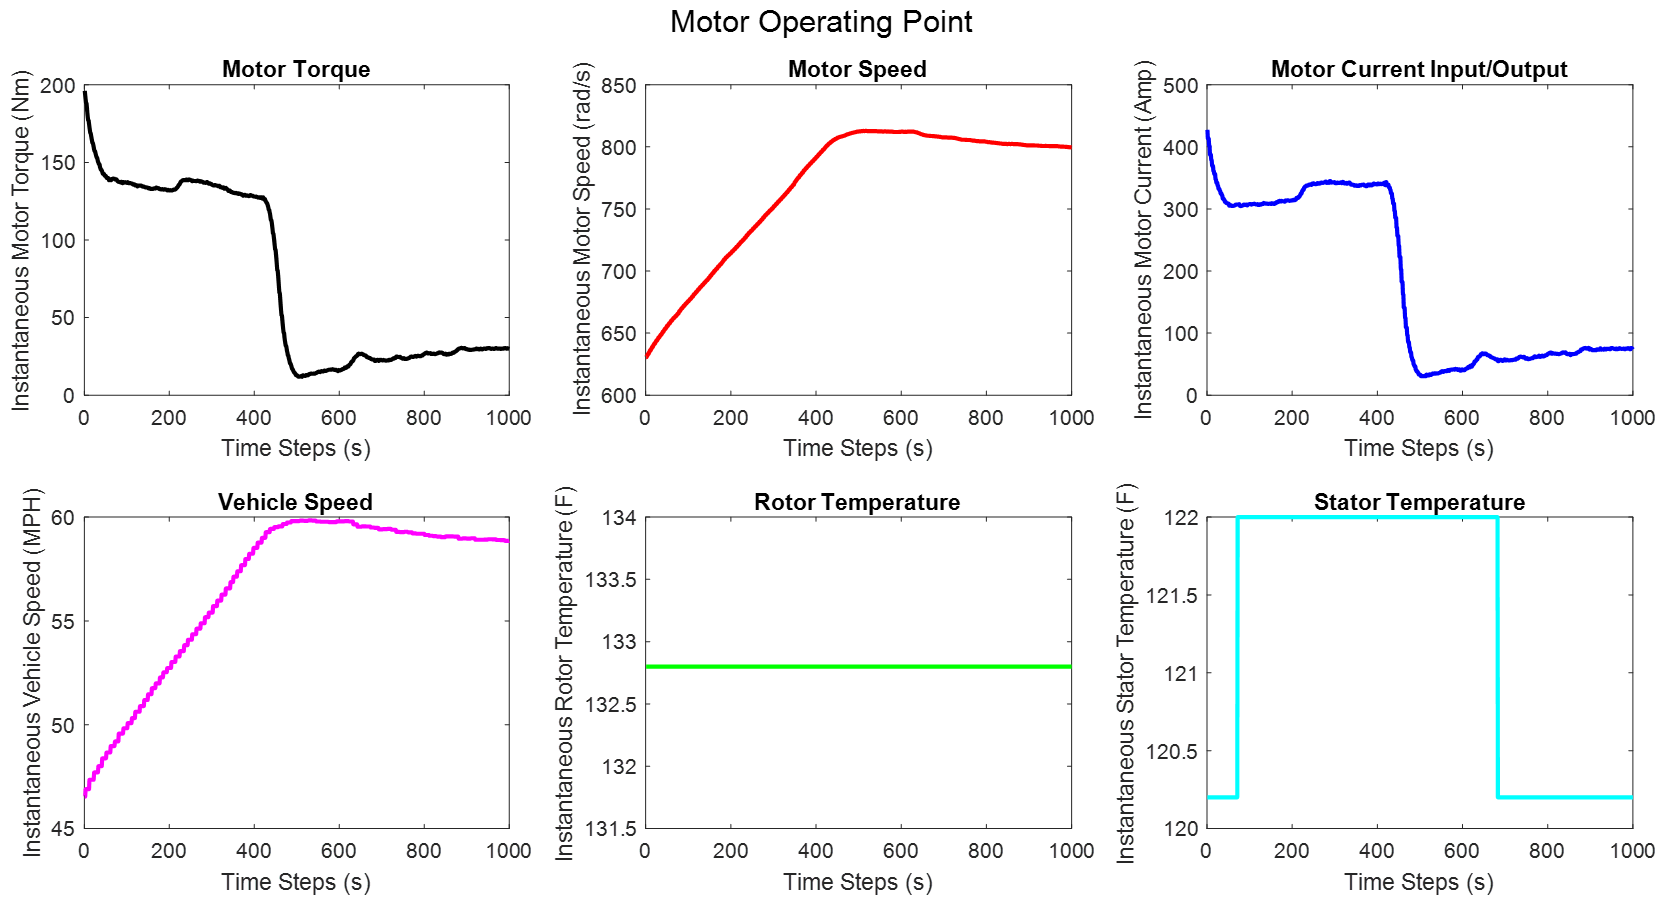 Motor Operating Point
Motor Torque
Instantaneous Motor Torque (Nm)
200
150
100
50
0
0 200 400 600 800 1000
Time Steps (s)
Motor Speed
Instantaneous Motor Speed (rad/s)
850
800
750
700
650
600
0 200 400 600 800 1000
Time Steps (s)
Motor Current Input/Output
Instantaneous Motor Current (Amp)
500
400
300
200
100
0
0 200 400 600 800 1000
Time Steps (s)
Vehicle Speed
Instantaneous Vehicle Speed (MPH)
60
55
50
45
0 200 400 600 800 1000
Time Steps (s)
Rotor Temperature
Instantaneous Rotor Temperature (F)
134
133.5
133
132.5
132
131.5
0 200 400 600 800 1000
Time Steps (s)
Stator Temperature
Instantaneous Stator Temperature (F)
122
121.5
121
120.5
120
0 200 400 600 800 1000
Time Steps (s)